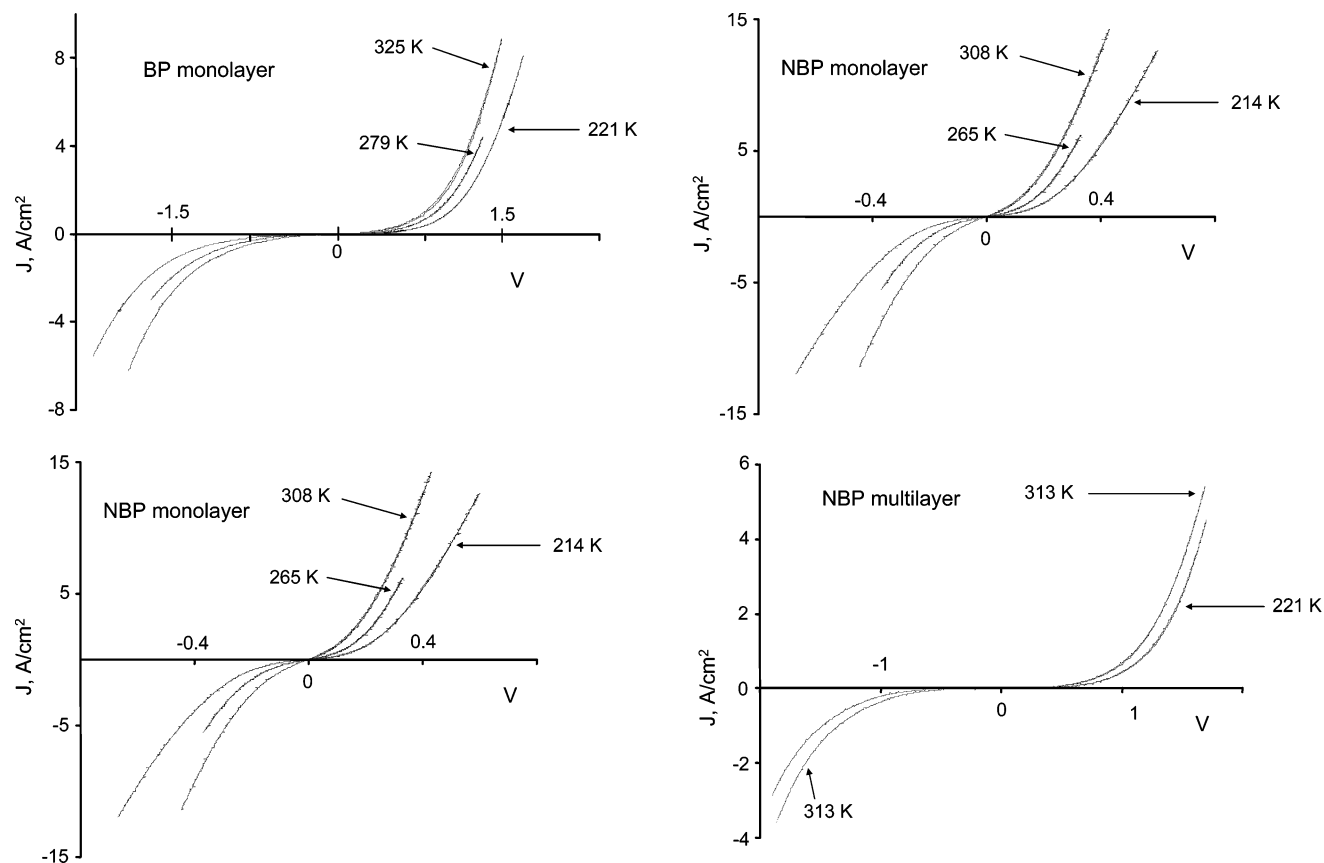 BP monolayer
325 K
279 K
221 K
8
4
0
-4
-8
-1.5
0
1.5
J, A/cm²
V
NBP monolayer
308 K
265 K
214 K
15
5
-5
-15
-0.4
0
0.4
J, A/cm²
V
NBP monolayer
308 K
265 K
214 K
15
5
-5
-15
-0.4
0
0.4
J, A/cm²
V
NBP multilayer
313 K
221 K
313 K
6
4
2
0
-2
-4
-1
0
1
J, A/cm²
V